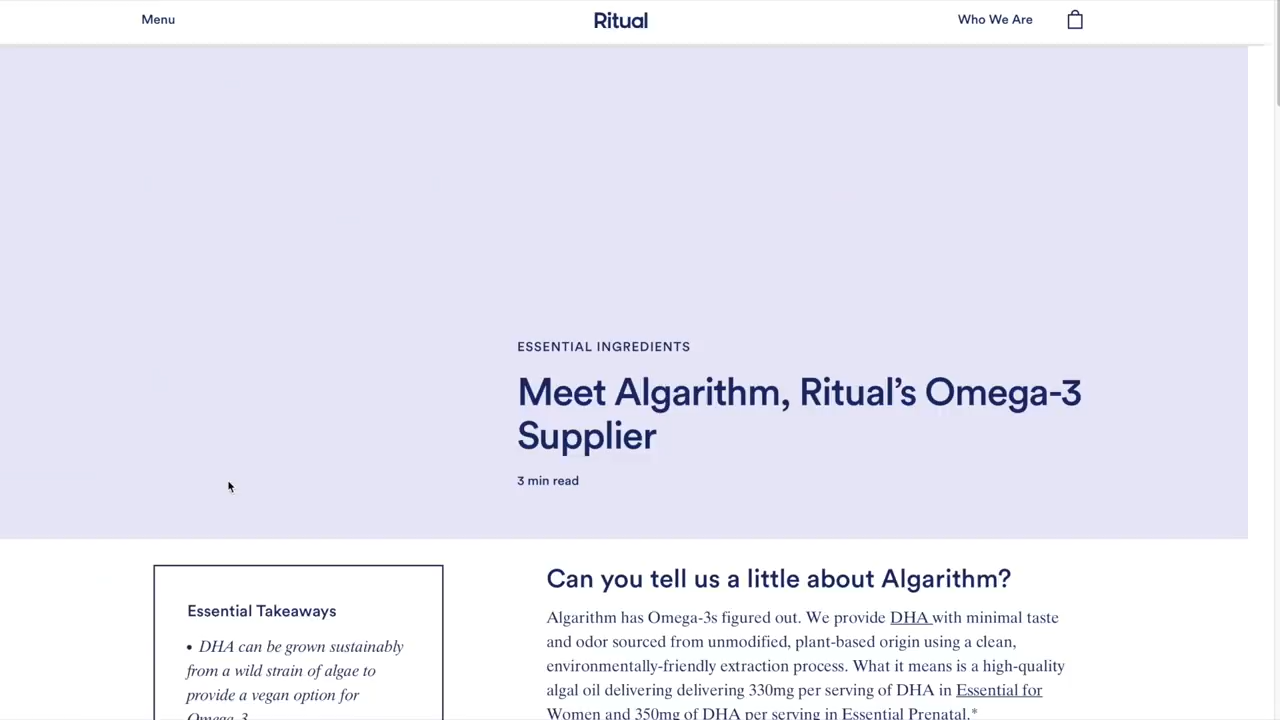 Menu
Ritual
Who We Are
ESSENTIAL INGREDIENTS
Meet Algarithm, Ritual’s Omega-3
Supplier
3 min read
Essential Takeaways
• DHA can be grown sustainably
from a wild strain of algae to
provide a vegan option for
Omega-3
Can you tell us a little about Algarithm?
Algarithm has Omega-3s figured out. We provide DHA with minimal taste
and odor sourced from unmodified, plant-based origin using a clean,
environmentally-friendly extraction process. What it means is a high-quality
algal oil delivering delivering 330mg per serving of DHA in Essential for
Women and 350mg of DHA per serving in Essential Prenatal.*